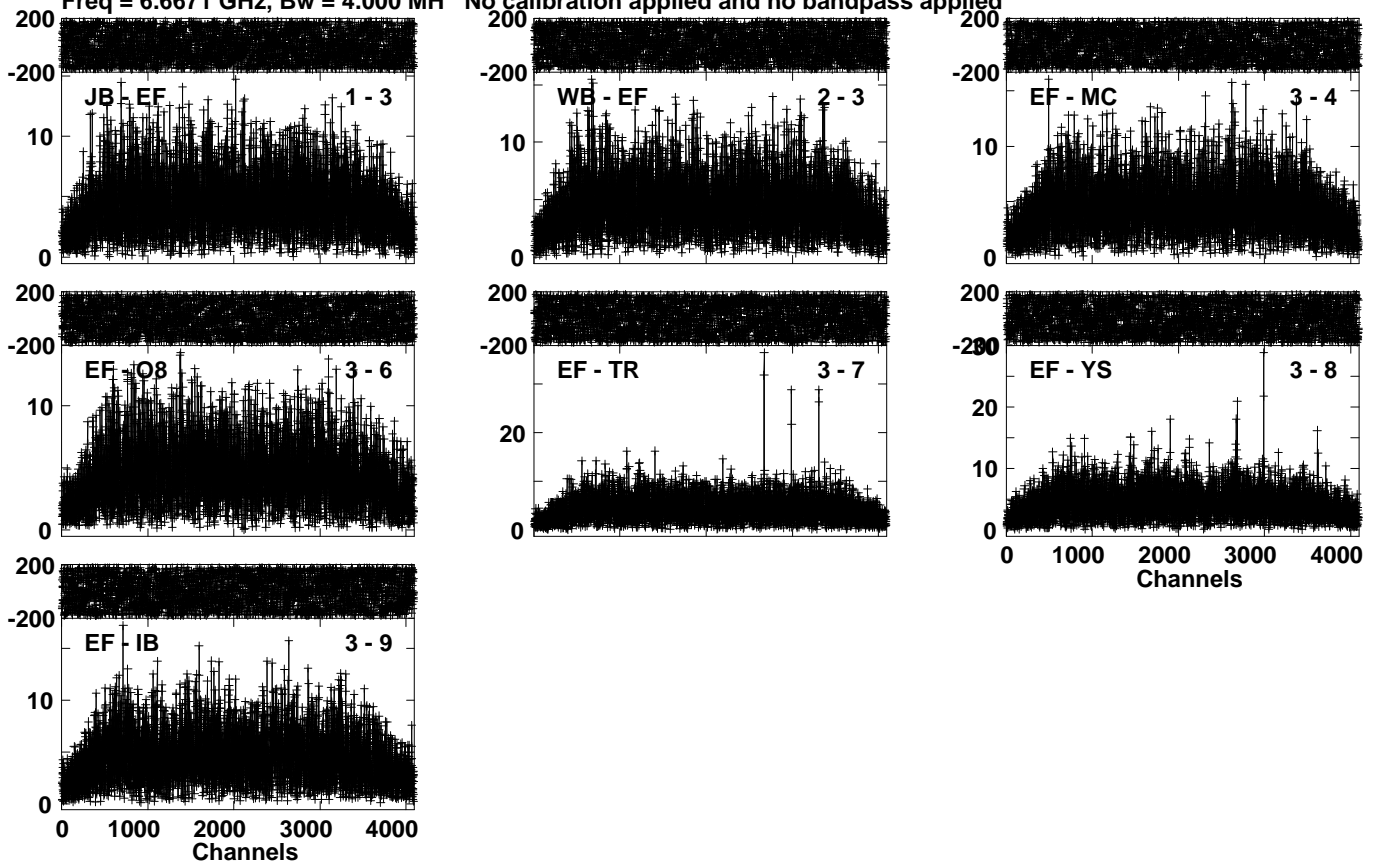 Freq = 6.6671 GHz, Bw = 4.000 MH No calibration applied and no bandpass applied
200
-200
JB - EF 1 - 3
10
0
200
-200
WB - EF 2 - 3
10
0
200
-200
EF - MC 3 - 4
10
0
200
-200
EF - O8 3 - 6
10
0
200
-200
EF - TR 3 - 7
20
0
200
-200
30
EF - YS 3 - 8
20
10
0
0 1000 2000 3000 4000
Channels
200
-200
EF - IB 3 - 9
10
0
0 1000 2000 3000 4000
Channels